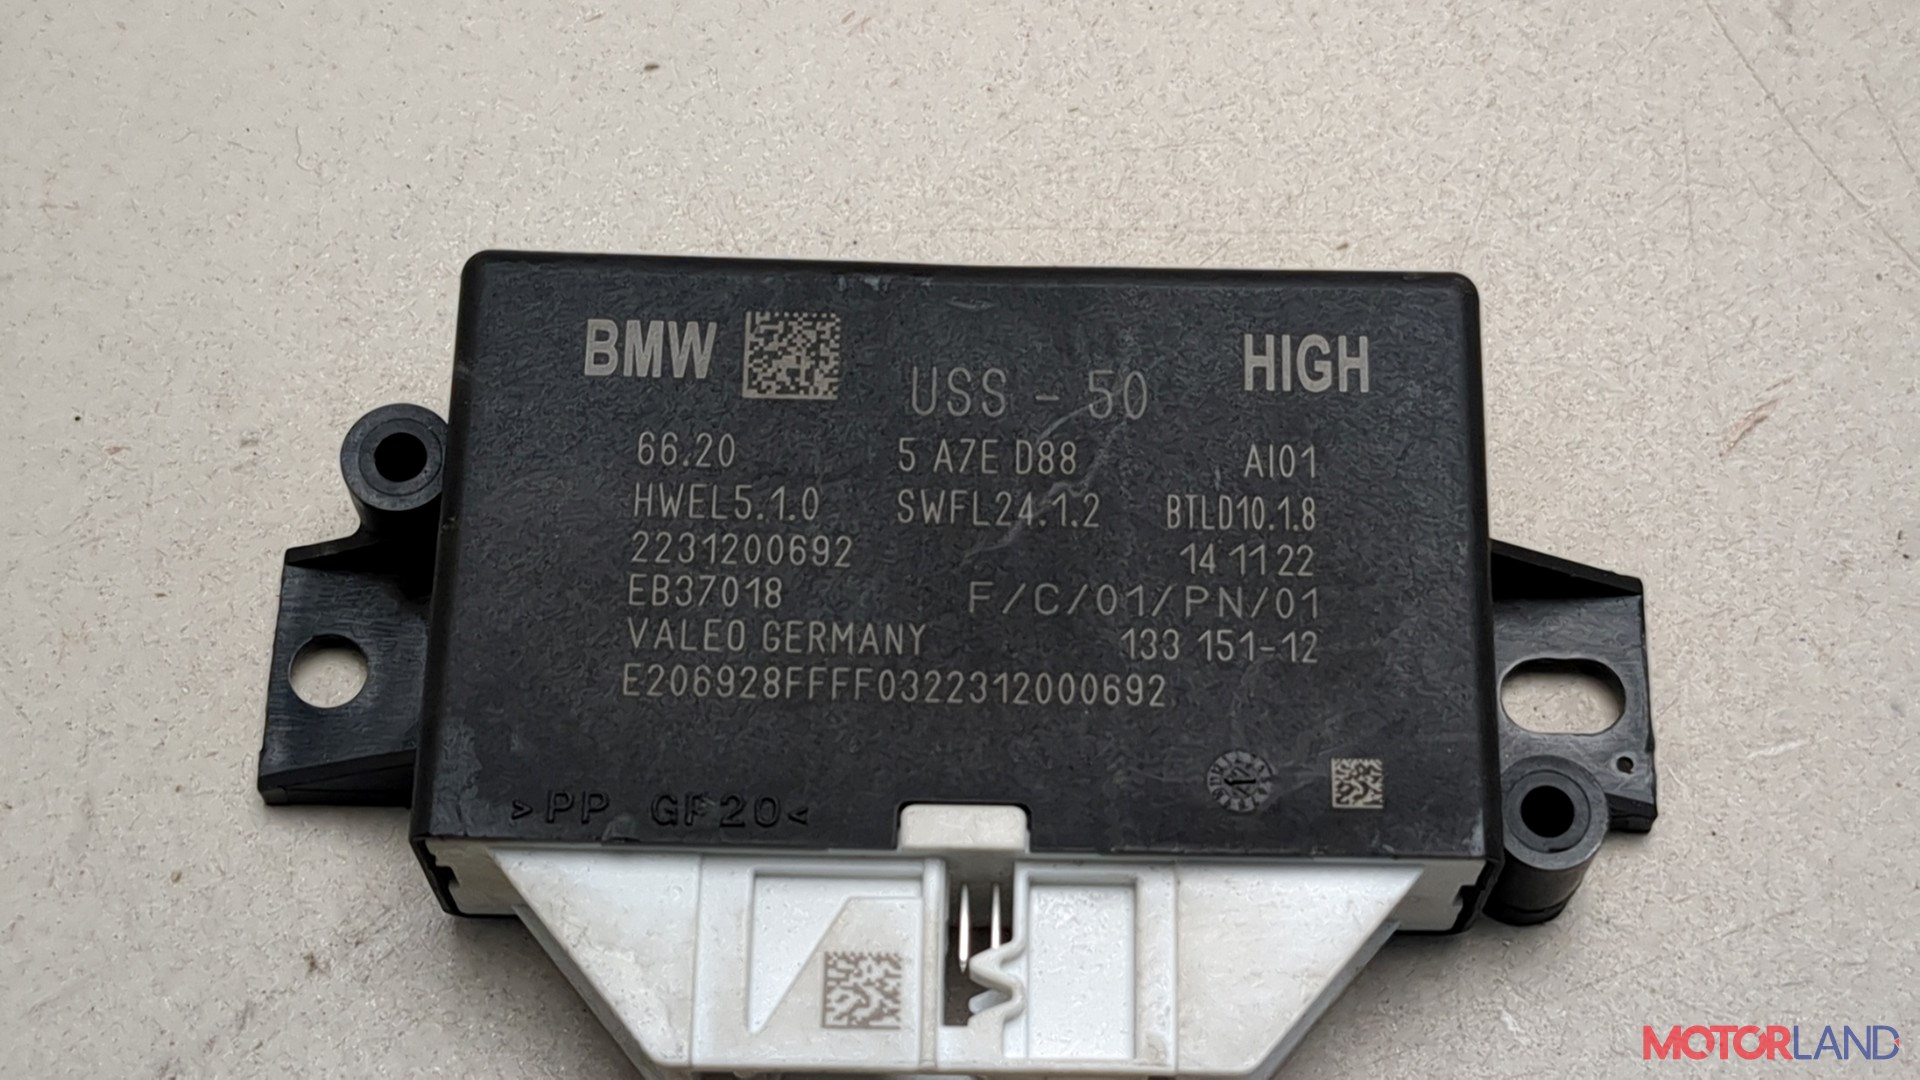 BMW USS - 50 HIGH
66.20 5 A7E D88 AI01
HWEL5.1.0 SWFL24.1.2 BTLD10.1.8
2231200692 14 11 22
EB37018 F/C/01/PN/01
VALEO GERMANY 133 151-12
E206928FFFF0322312000692
>PP GF20<
MOTORLAND